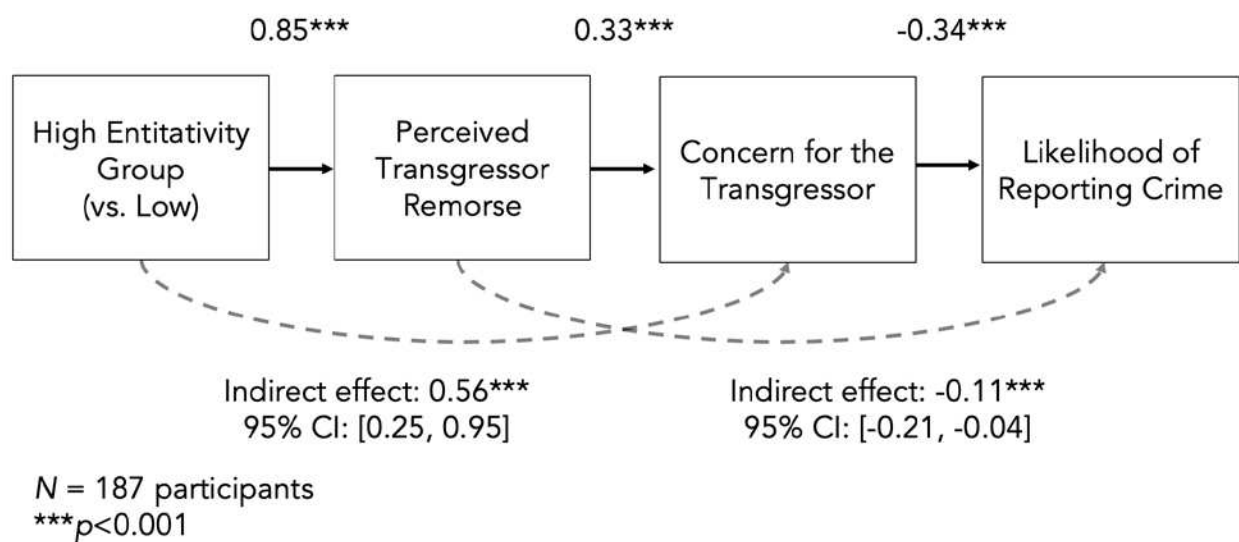 0.85***
0.33***
-0.34***
High Entitativity
Group
(vs. Low)
Perceived
Transgressor
Remorse
Concern for the
Transgressor
Likelihood of
Reporting Crime
Indirect effect: 0.56***
95% CI: [0.25, 0.95]
Indirect effect: -0.11***
95% CI: [-0.21, -0.04]
N = 187 participants
***p<0.001